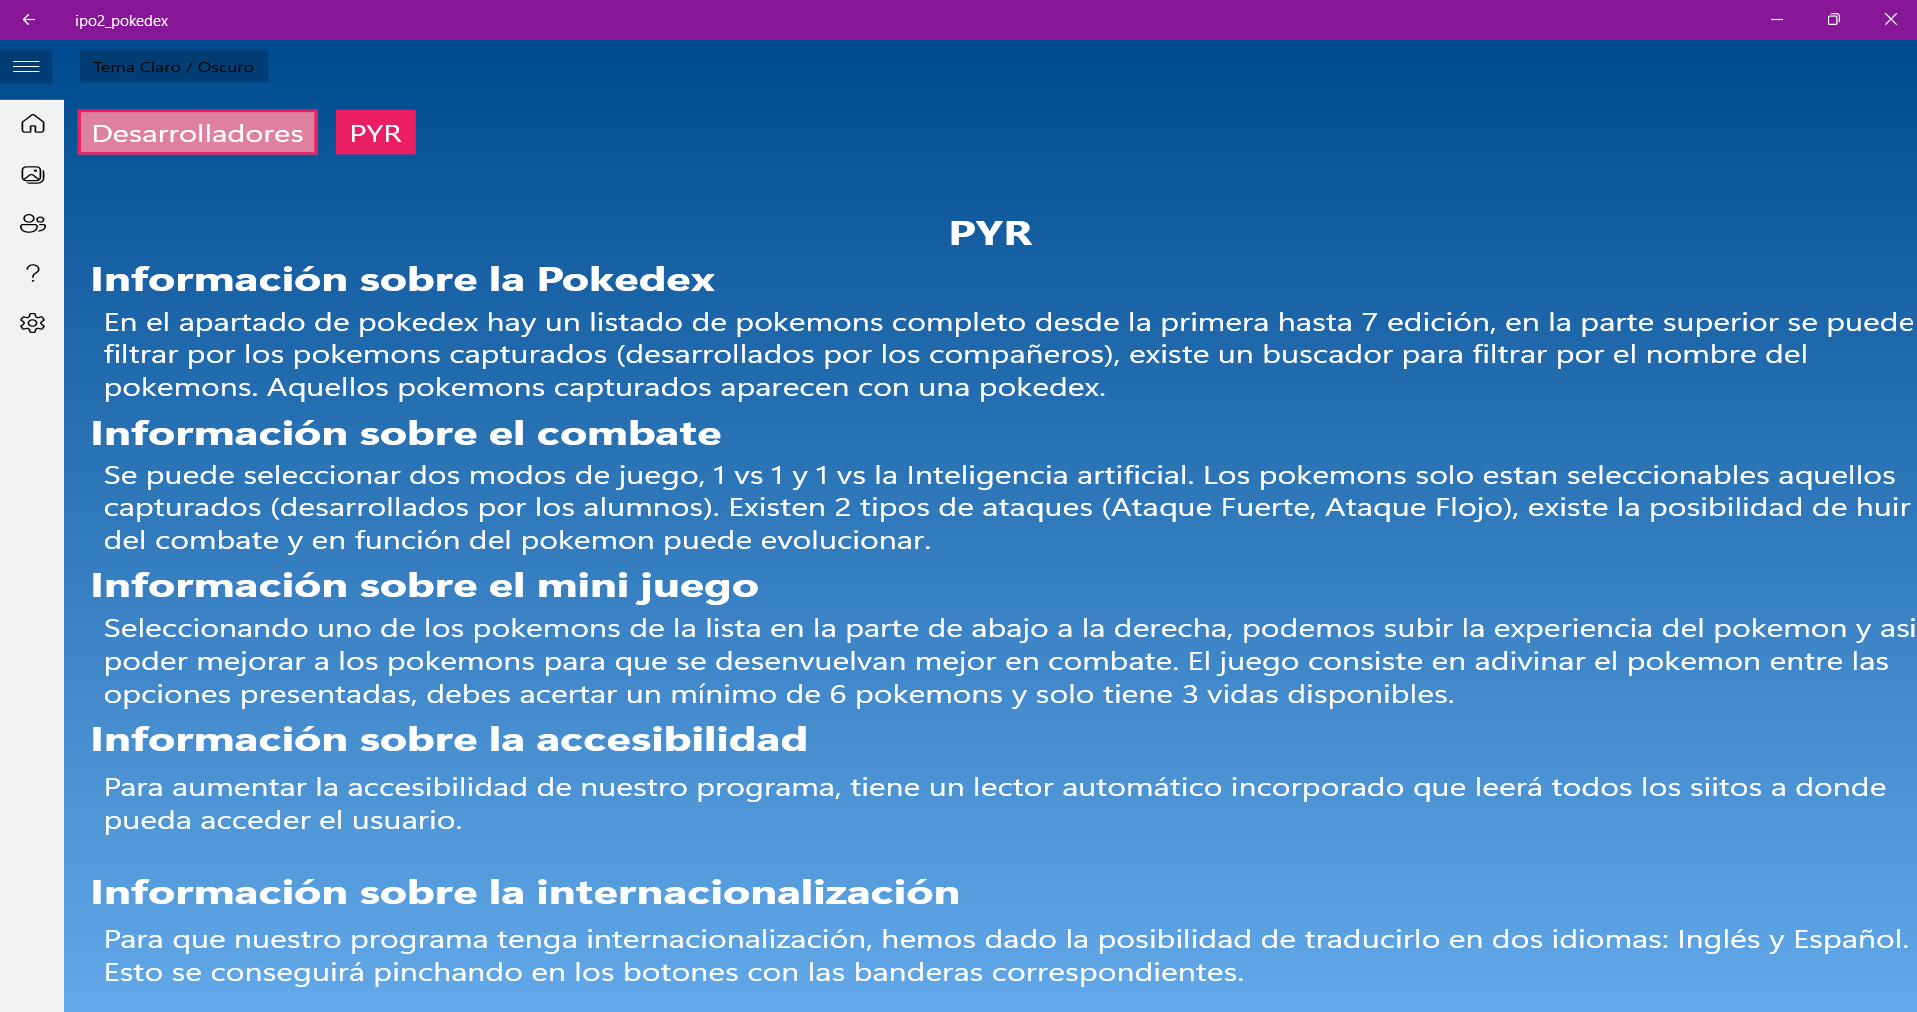 ipo2_pokedex
Tema Claro / Oscuro
Desarrolladores
PYR
PYR
Información sobre la Pokedex
En el apartado de pokedex hay un listado de pokemons completo desde la primera hasta 7 edición, en la parte superior se puede
filtrar por los pokemons capturados (desarrollados por los compañeros), existe un buscador para filtrar por el nombre del
pokemons. Aquellos pokemons capturados aparecen con una pokedex.
Información sobre el combate
Se puede seleccionar dos modos de juego, 1 vs 1 y 1 vs la Inteligencia artificial. Los pokemons solo estan seleccionables aquellos
capturados (desarrollados por los alumnos). Existen 2 tipos de ataques (Ataque Fuerte, Ataque Flojo), existe la posibilidad de huir
del combate y en función del pokemon puede evolucionar.
Información sobre el mini juego
Seleccionando uno de los pokemons de la lista en la parte de abajo a la derecha, podemos subir la experiencia del pokemon y asi
poder mejorar a los pokemons para que se desenvuelvan mejor en combate. El juego consiste en adivinar el pokemon entre las
opciones presentadas, debes acertar un mínimo de 6 pokemons y solo tiene 3 vidas disponibles.
Información sobre la accesibilidad
Para aumentar la accesibilidad de nuestro programa, tiene un lector automático incorporado que leerá todos los siitos a donde
pueda acceder el usuario.
Información sobre la internacionalización
Para que nuestro programa tenga internacionalización, hemos dado la posibilidad de traducirlo en dos idiomas: Inglés y Español.
Esto se conseguirá pinchando en los botones con las banderas correspondientes.